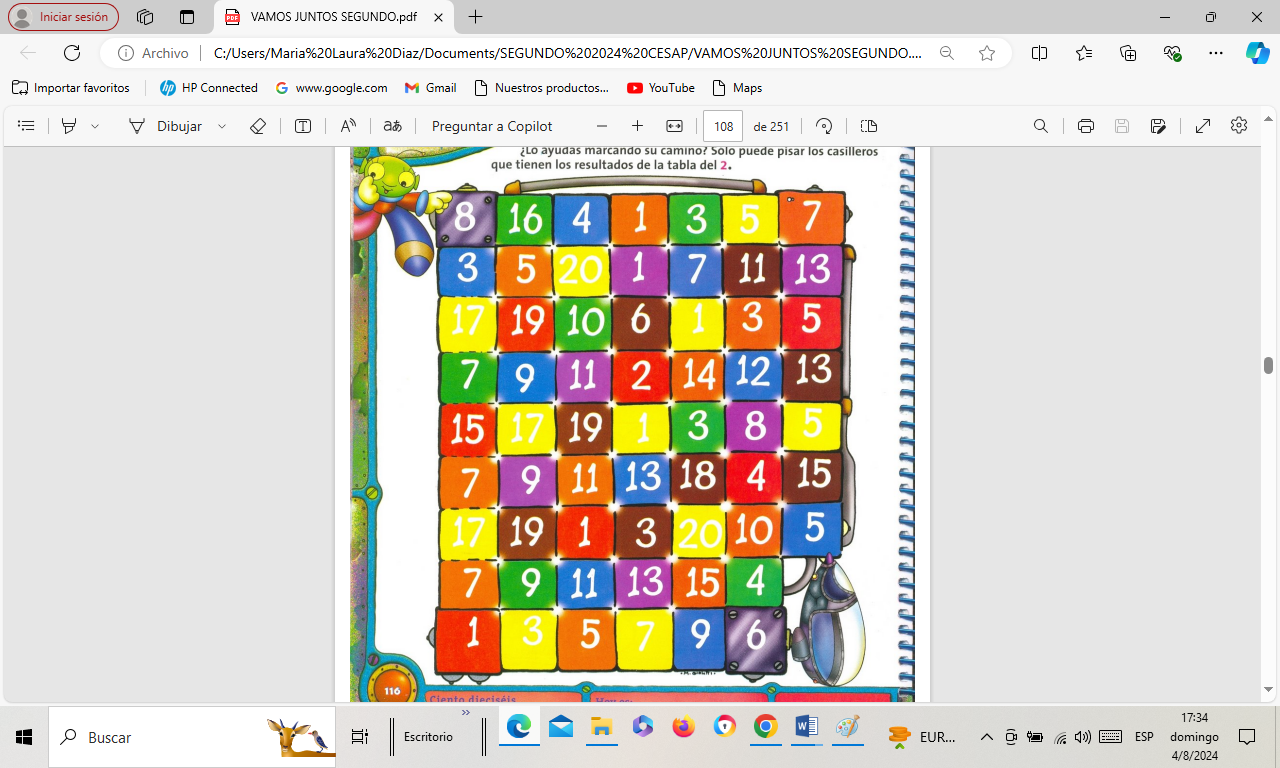 Iniciar sesión
VAMOS JUNTOS SEGUNDO.pdf
Archivo
C:/Users/Maria%20Laura%20Diaz/Documents/SEGUNDO%202024%20CESAP/VAMOS%20JUNTOS%20SEGUNDO....
Importar favoritos
HP Connected
www.google.com
Gmail
Nuestros productos...
YouTube
Maps
Dibujar
Preguntar a Copilot
108 de 251
¿Lo ayudas marcando su camino? Solo puede pisar los casilleros
que tienen los resultados de la tabla del 2.
8 16 4 1 3 5 7
3 5 20 1 7 11 13
17 19 10 6 1 3 5
7 9 11 2 14 12 13
15 17 19 1 3 8 5
7 9 11 13 18 4 15
17 19 1 3 20 10 5
7 9 11 13 15 4
1 3 5 7 9 6
116
Ciento dieciséis
Hoy es:
Buscar
Escritorio
EUR...
ESP
17:34
domingo
4/8/2024